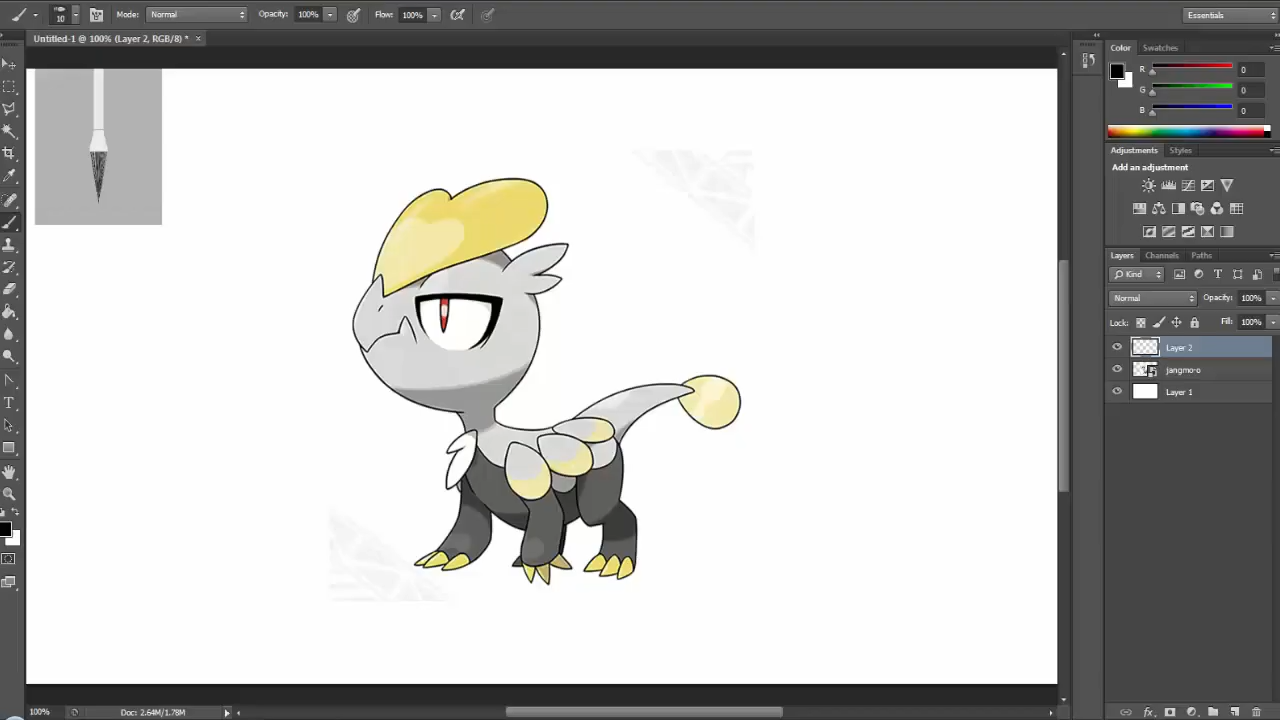 10 Mode: Normal Opacity: 100% Flow: 100% Essentials
Untitled-1 @ 100% (Layer 2, RGB/8) * ×
Color Swatches
R 0
G 0
B 0
Adjustments Styles
Add an adjustment
Layers Channels Paths
Kind
Normal Opacity: 100%
Lock: Fill: 100%
Layer 2
jangmo-o
Layer 1
100% Doc: 2.64M/1.78M